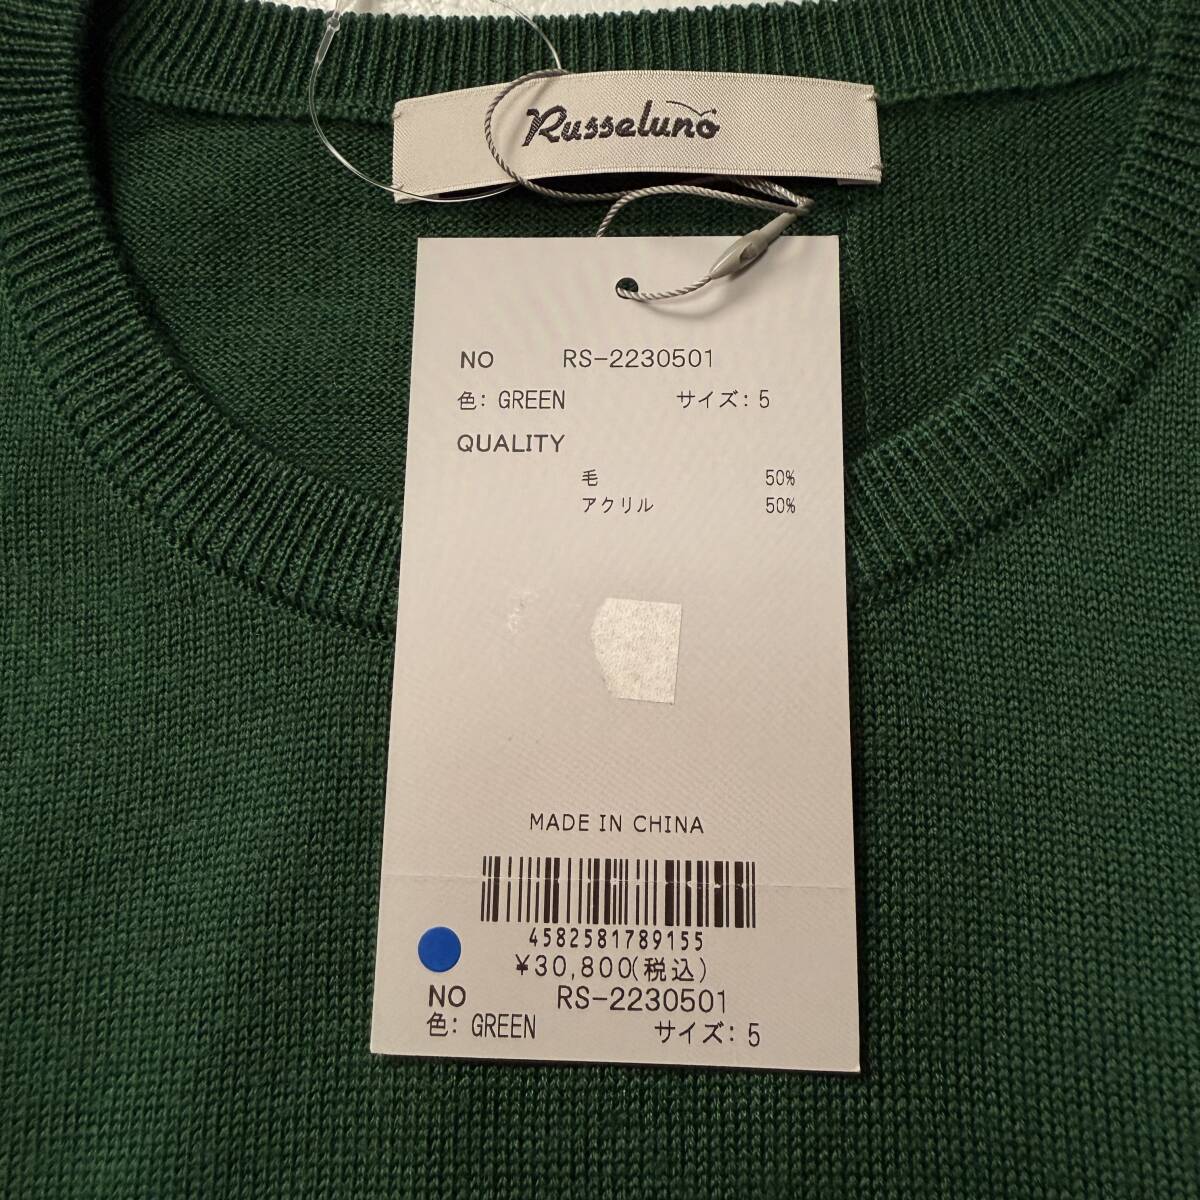 Russeluno
NO RS-2230501
色: GREEN サイズ: 5
QUALITY
毛 50%
アクリル 50%
MADE IN CHINA
4582581789155
¥30,800(税込)
NO RS-2230501
色: GREEN サイズ: 5